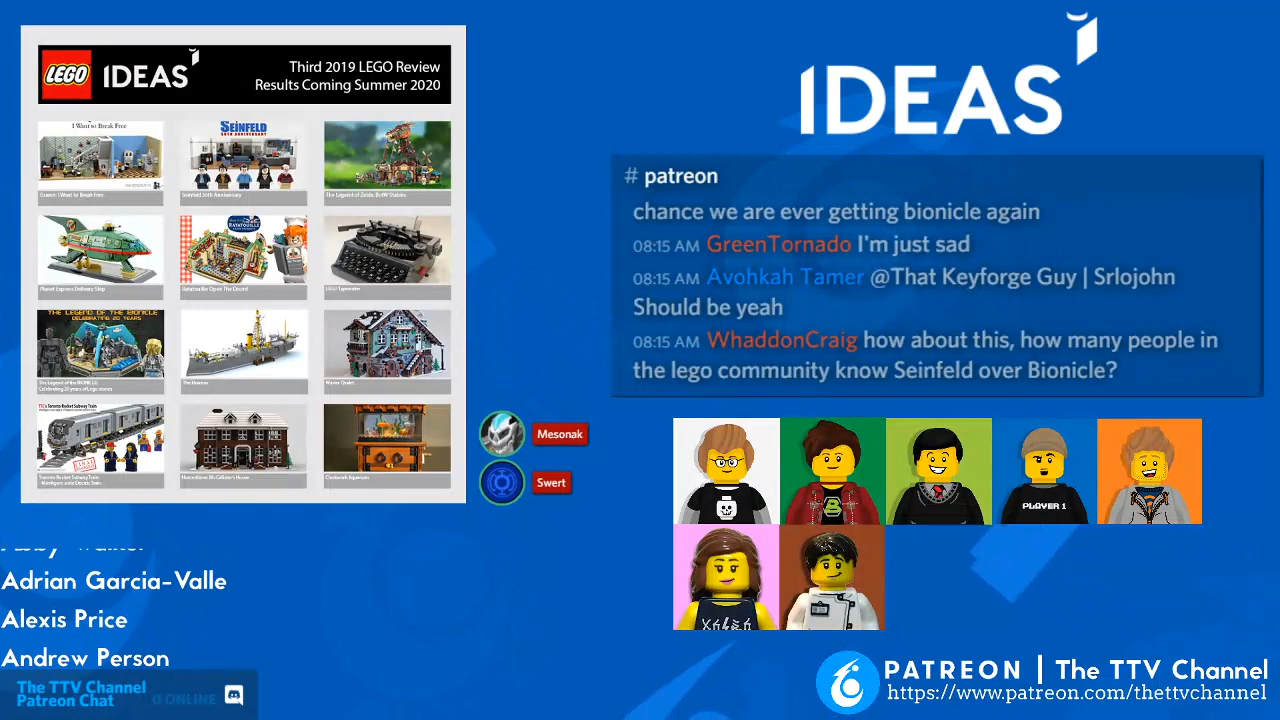 LEGO IDEAS
Third 2019 LEGO Review
Results Coming Summer 2020
I Want to Break Free
Queen: I Want to Break Free
SEINFELD
Seinfeld 30th Anniversary
The Legend of Zelda: BotW Stables
Planet Express Delivery Ship
RATATOUILLE
LEGO Typewriter
THE LEGEND OF THE BIONICLE
CELEBRATING 20 YEARS
The Legend of the BIONICLE:
Celebrating 20 years of Lego stories
Winter Chalet
Toronto Rocket Subway Train
Home Alone: McCallister's House
Clockwork Aquarium
Mesonak
Swert
Adrian Garcia-Valle
Alexis Price
Andrew Person
The TTV Channel
Patreon Chat
ONLINE
IDEAS
# patreon
chance we are ever getting bionicle again
08:15 AM GreenTornado I'm just sad
08:15 AM Avohkah Tamer @That Keyforge Guy | Srlojohn
Should be yeah
08:15 AM WhaddonCraig how about this, how many people in
the lego community know Seinfeld over Bionicle?
PLAYER 1
PATREON | The TTV Channel
https://www.patreon.com/thettvchannel